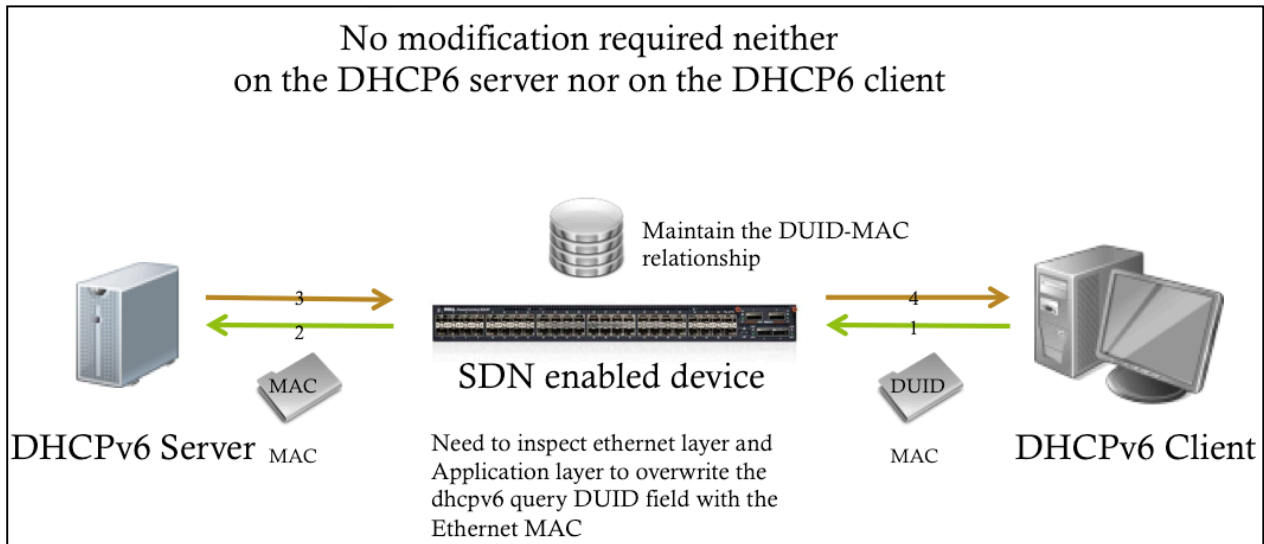 No modification required neither
on the DHCP6 server nor on the DHCP6 client
Maintain the DUID-MAC
relationship
3
4
2
1
MAC
DUID
SDN enabled device
DHCPv6 Server
MAC
MAC
DHCPv6 Client
Need to inspect ethernet layer and
Application layer to overwrite the
dhcpv6 query DUID field with the
Ethernet MAC